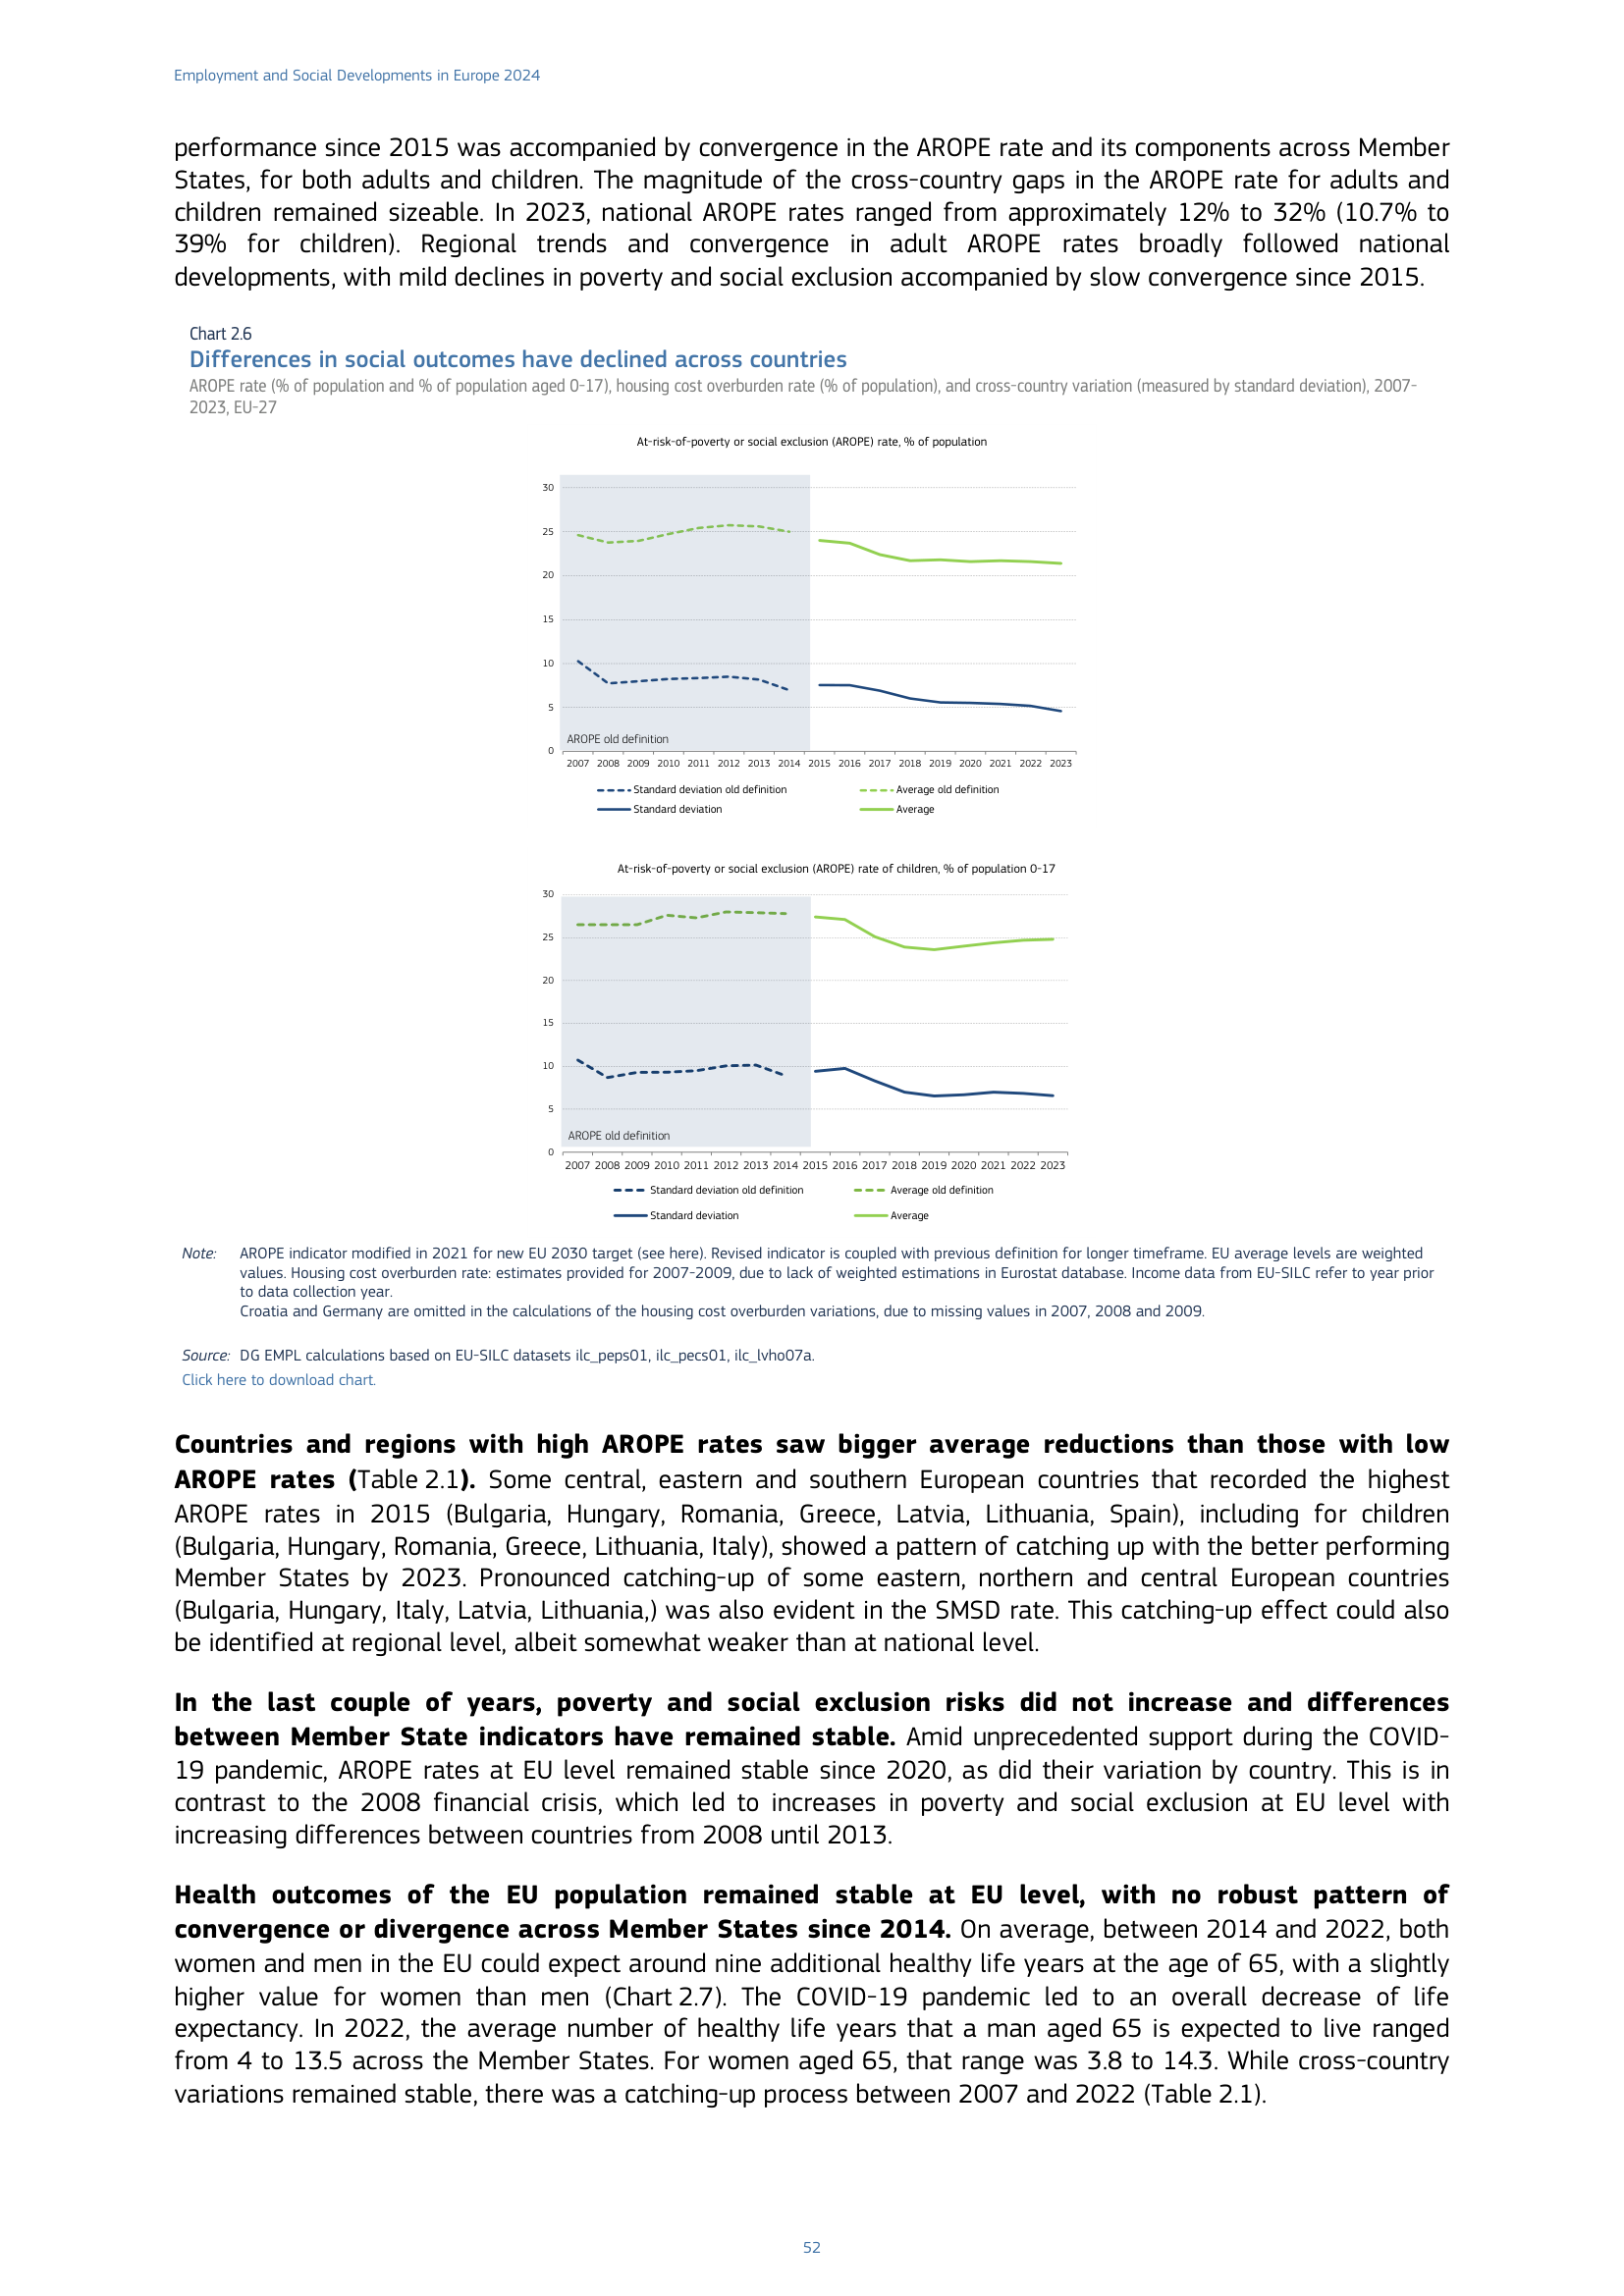 Employment and Social Developments in Europe 2024
performance since 2015 was accompanied by convergence in the AROPE rate and its components across Member
States, for both adults and children. The magnitude of the cross-country gaps in the AROPE rate for adults and
children remained sizeable. In 2023, national AROPE rates ranged from approximately 12% to 32% (10.7% to
39% for children). Regional trends and convergence in adult AROPE rates broadly followed national
developments, with mild declines in poverty and social exclusion accompanied by slow convergence since 2015.
Chart 2.6
Differences in social outcomes have declined across countries
AROPE rate (% of population and % of population aged 0-17), housing cost overburden rate (% of population), and cross-country variation (measured by standard deviation), 2007-
2023, EU-27
At-risk-of-poverty or social exclusion (AROPE) rate, % of population
30
25
20
15
10
5
0
AROPE old definition
2007 2008 2009 2010 2011 2012 2013 2014 2015 2016 2017 2018 2019 2020 2021 2022 2023
Standard deviation old definition Average old definition
Standard deviation Average
At-risk-of-poverty or social exclusion (AROPE) rate of children, % of population 0-17
30
25
20
15
10
5
0
AROPE old definition
2007 2008 2009 2010 2011 2012 2013 2014 2015 2016 2017 2018 2019 2020 2021 2022 2023
Standard deviation old definition Average old definition
Standard deviation Average
Note: AROPE indicator modified in 2021 for new EU 2030 target (see here). Revised indicator is coupled with previous definition for longer timeframe. EU average levels are weighted
values. Housing cost overburden rate: estimates provided for 2007-2009, due to lack of weighted estimations in Eurostat database. Income data from EU-SILC refer to year prior
to data collection year.
Croatia and Germany are omitted in the calculations of the housing cost overburden variations, due to missing values in 2007, 2008 and 2009.
Source: DG EMPL calculations based on EU-SILC datasets ilc_peps01, ilc_pecs01, ilc_lvho07a.
Click here to download chart.
Countries and regions with high AROPE rates saw bigger average reductions than those with low
AROPE rates (Table 2.1). Some central, eastern and southern European countries that recorded the highest
AROPE rates in 2015 (Bulgaria, Hungary, Romania, Greece, Latvia, Lithuania, Spain), including for children
(Bulgaria, Hungary, Romania, Greece, Lithuania, Italy), showed a pattern of catching up with the better performing
Member States by 2023. Pronounced catching-up of some eastern, northern and central European countries
(Bulgaria, Hungary, Italy, Latvia, Lithuania,) was also evident in the SMSD rate. This catching-up effect could also
be identified at regional level, albeit somewhat weaker than at national level.
In the last couple of years, poverty and social exclusion risks did not increase and differences
between Member State indicators have remained stable. Amid unprecedented support during the COVID-
19 pandemic, AROPE rates at EU level remained stable since 2020, as did their variation by country. This is in
contrast to the 2008 financial crisis, which led to increases in poverty and social exclusion at EU level with
increasing differences between countries from 2008 until 2013.
Health outcomes of the EU population remained stable at EU level, with no robust pattern of
convergence or divergence across Member States since 2014. On average, between 2014 and 2022, both
women and men in the EU could expect around nine additional healthy life years at the age of 65, with a slightly
higher value for women than men (Chart 2.7). The COVID-19 pandemic led to an overall decrease of life
expectancy. In 2022, the average number of healthy life years that a man aged 65 is expected to live ranged
from 4 to 13.5 across the Member States. For women aged 65, that range was 3.8 to 14.3. While cross-country
variations remained stable, there was a catching-up process between 2007 and 2022 (Table 2.1).
52